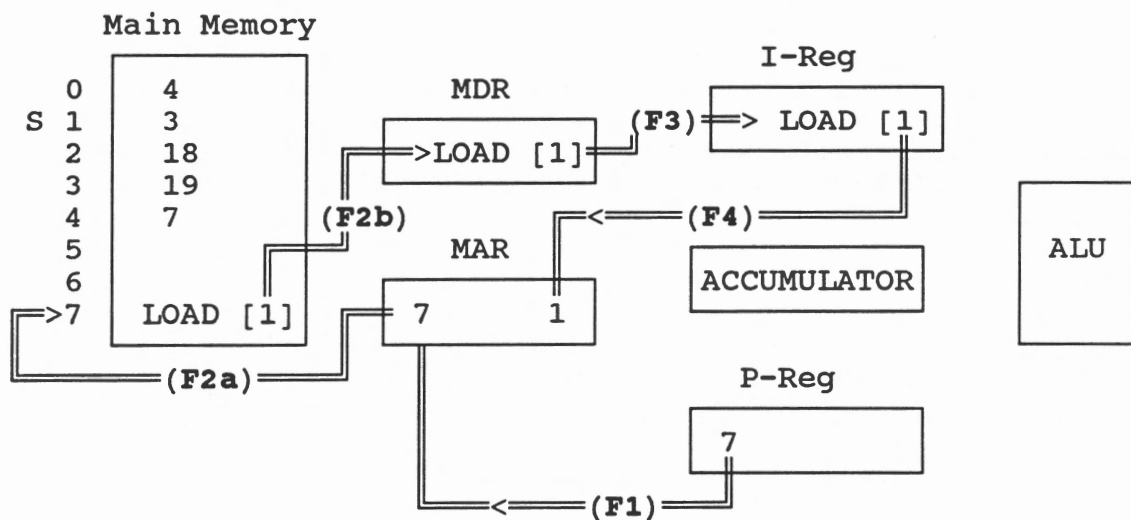 Main Memory
I-Reg
0 4 MDR
S 1 3 (F3) > LOAD [1]
2 18 >LOAD [1]
3 19
4 7 (F2b) < (F4)
5 MAR ALU
6 ACCUMULATOR
>7 LOAD [1] 7 1
(F2a) P-Reg
7
< (F1)